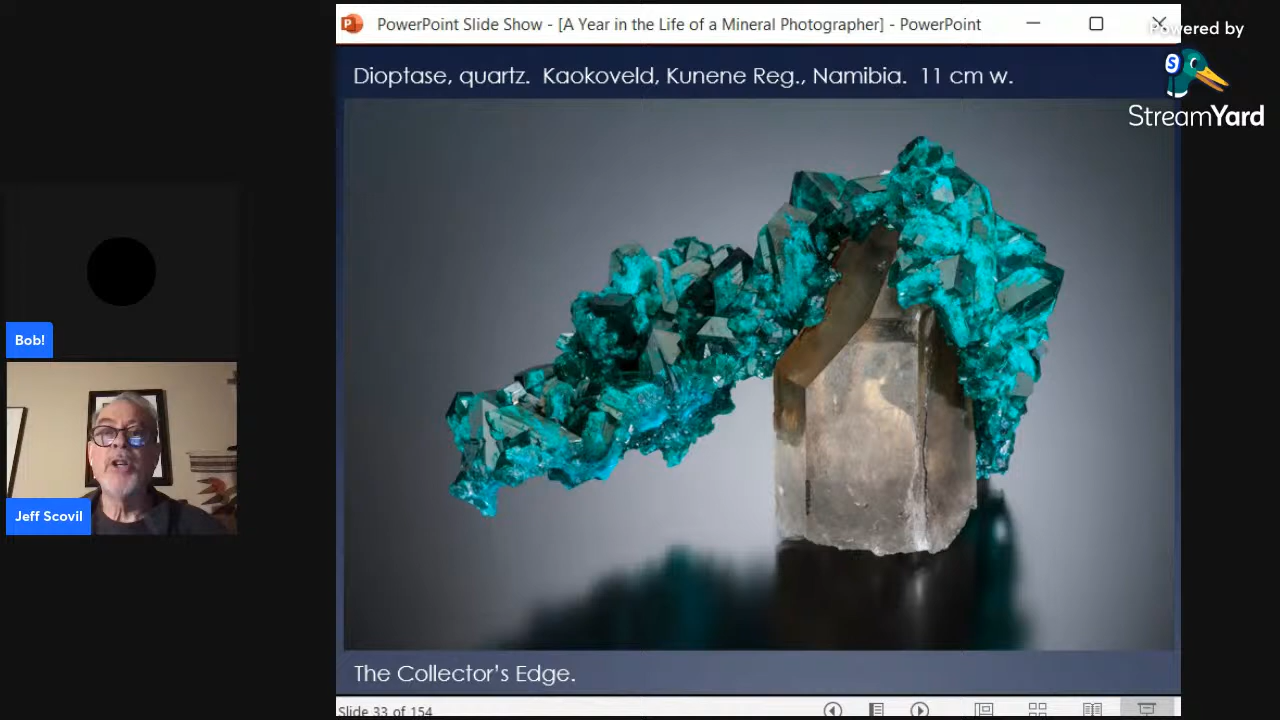 PowerPoint Slide Show - [A Year in the Life of a Mineral Photographer] - PowerPoint
Powered by
StreamYard
Dioptase, quartz. Kaokoveld, Kunene Reg., Namibia. 11 cm w.
Bob!
Jeff Scovil
The Collector's Edge.
Slide 33 of 154